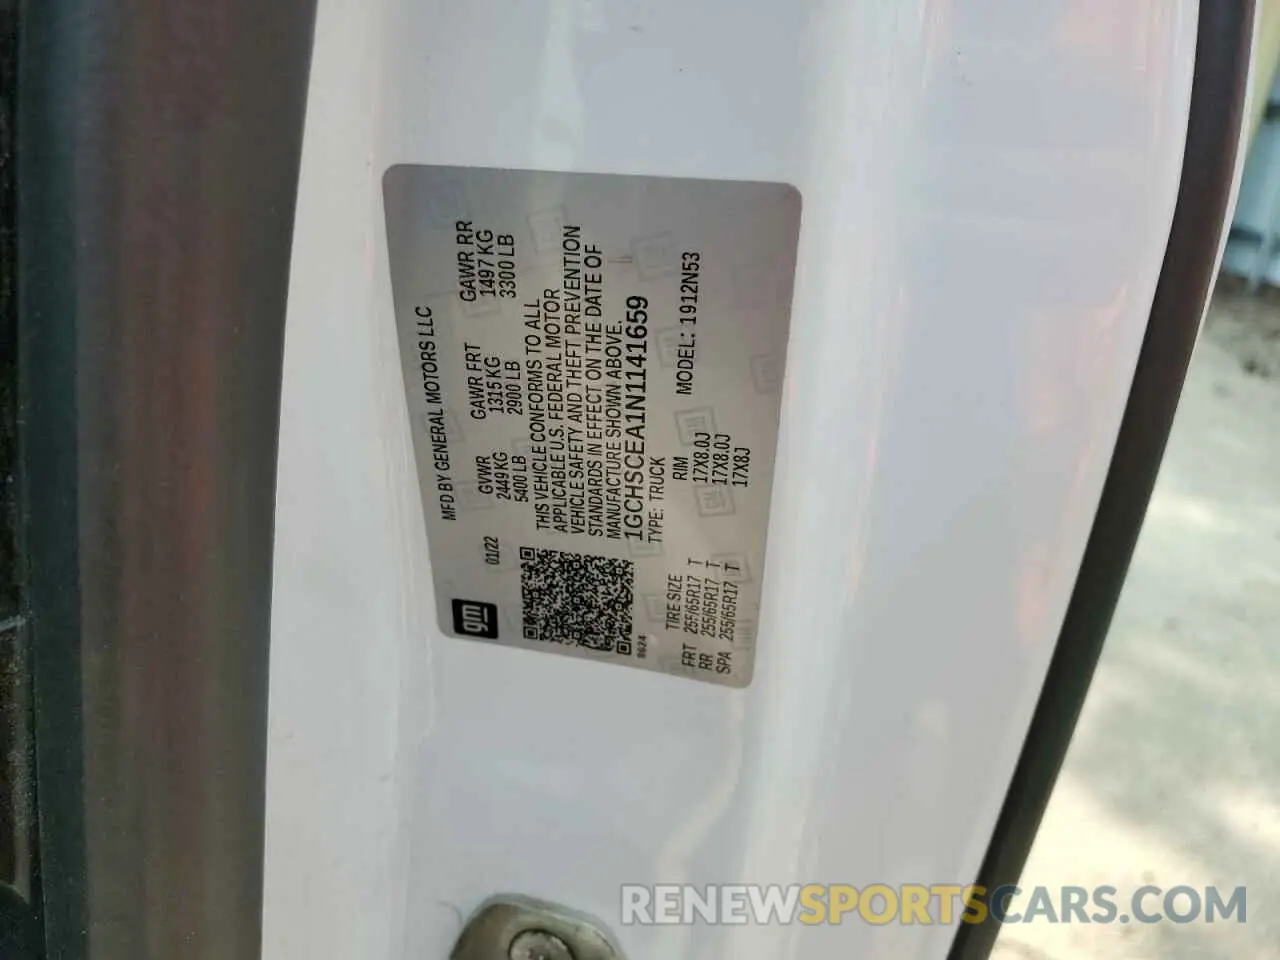 gm
MFD BY GENERAL MOTORS LLC
01/22
GVWR GAWR FRT GAWR RR
2449 KG 1315 KG 1497 KG
5400 LB 2900 LB 3300 LB
THIS VEHICLE CONFORMS TO ALL
APPLICABLE U.S. FEDERAL MOTOR
VEHICLE SAFETY AND THEFT PREVENTION
STANDARDS IN EFFECT ON THE DATE OF
MANUFACTURE SHOWN ABOVE.
1GCHSCEA1N1141659
TYPE: TRUCK MODEL: 1912N53
8624
TIRE SIZE RIM
FRT 255/65R17 T 17X8.0J
RR 255/65R17 T 17X8.0J
SPA 255/65R17 T 17X8J
RENEWSPORTSCARS.COM